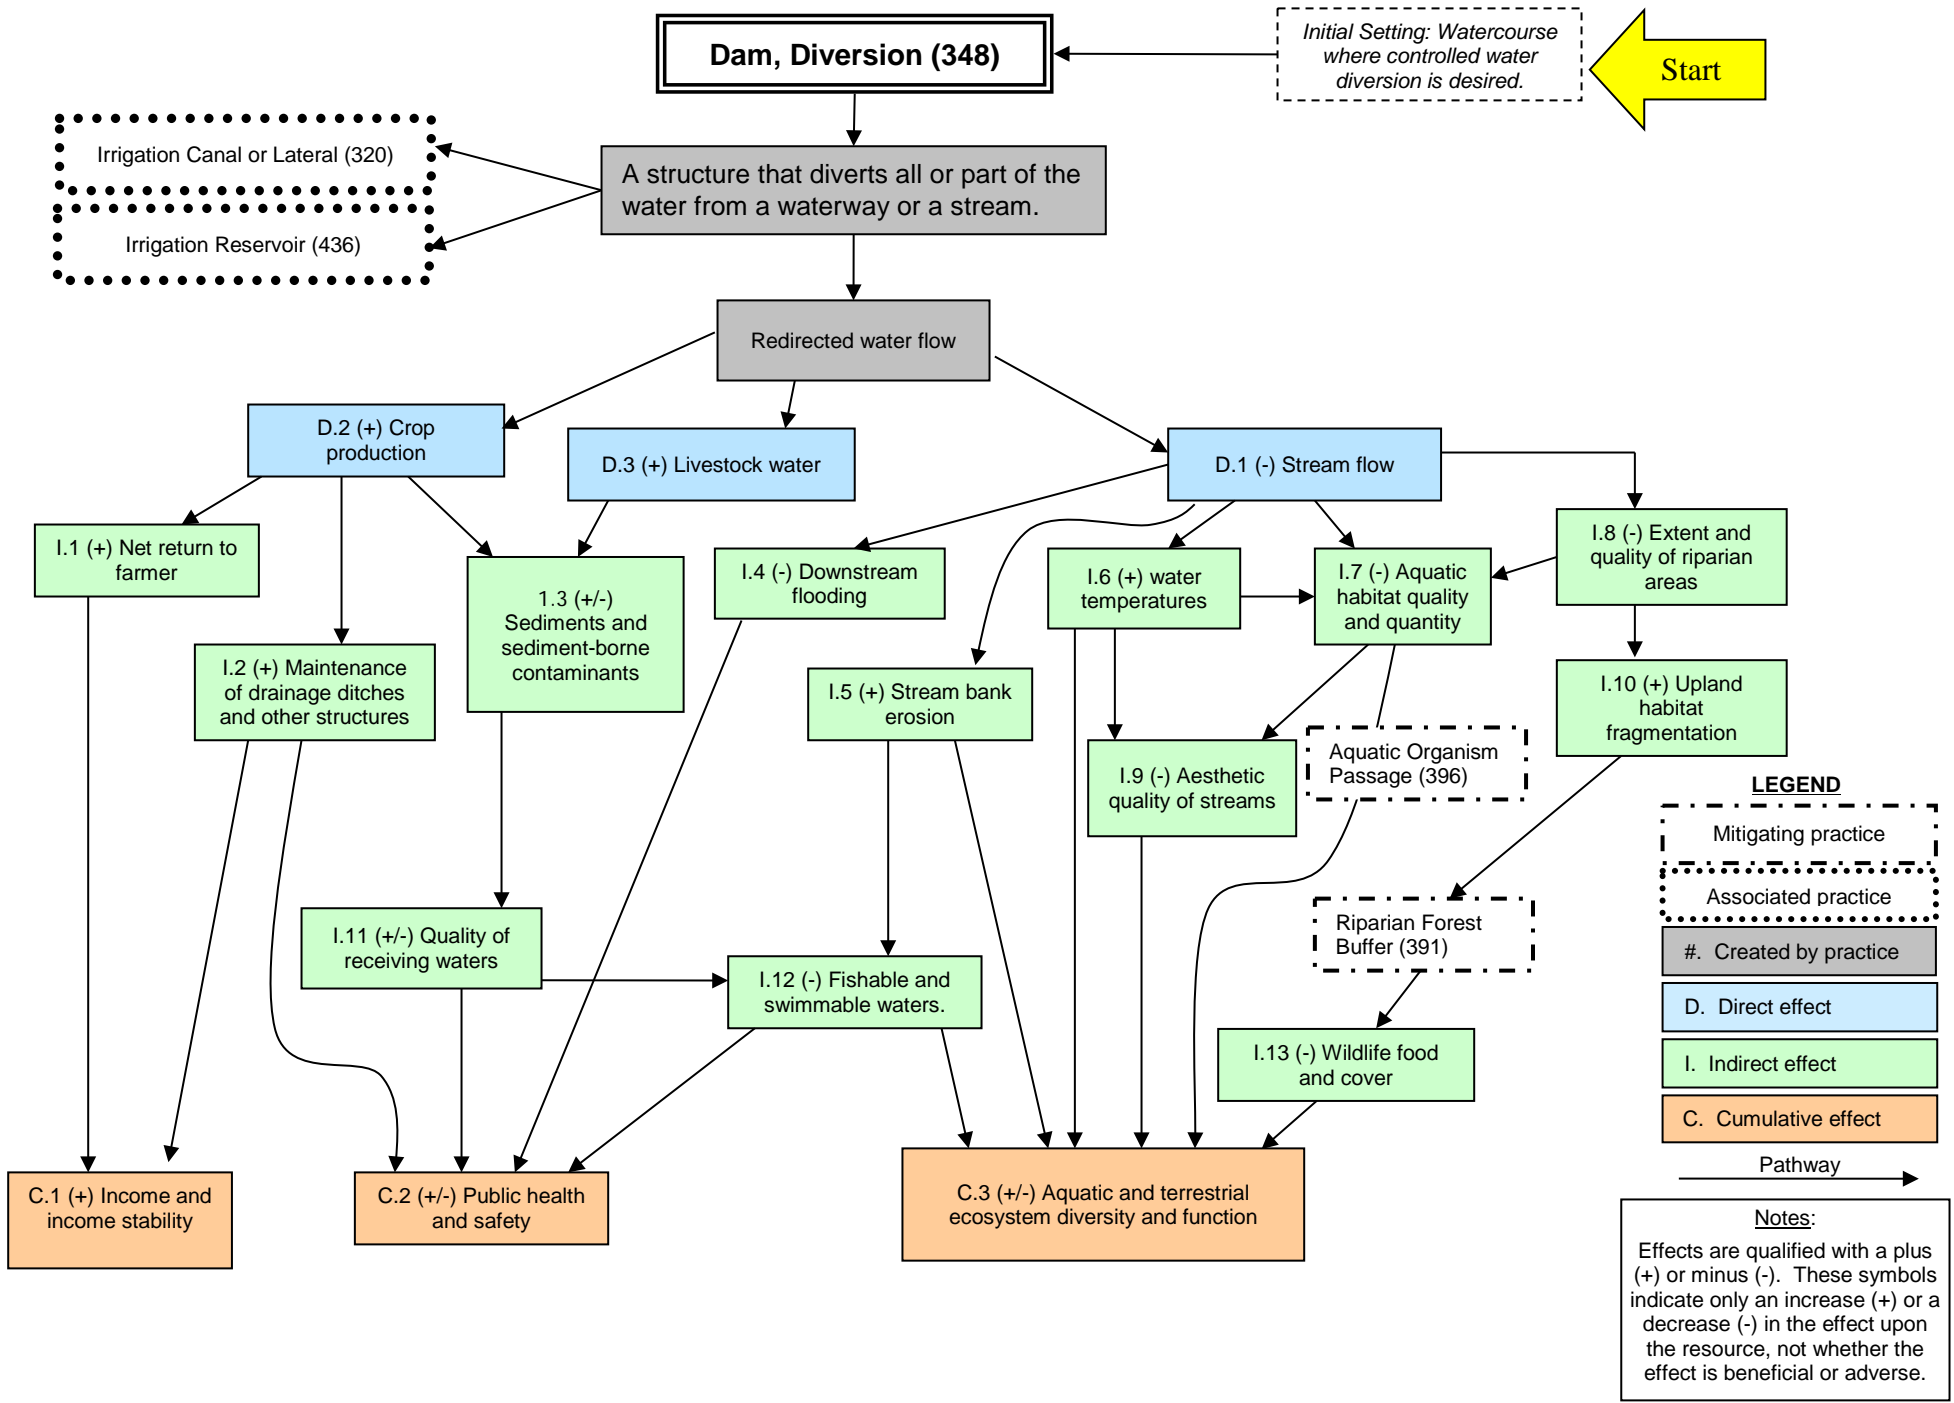 Dam, Diversion (348)
Initial Setting: Watercourse
where controlled water
diversion is desired.
Start
Irrigation Canal or Lateral (320)
Irrigation Reservoir (436)
A structure that diverts all or part of the
water from a waterway or a stream.
Redirected water flow
D.2 (+) Crop
production
D.3 (+) Livestock water
D.1 (-) Stream flow
I.1 (+) Net return to
farmer
1.3 (+/-)
Sediments and
sediment-borne
contaminants
I.4 (-) Downstream
flooding
I.6 (+) water
temperatures
I.7 (-) Aquatic
habitat quality
and quantity
I.8 (-) Extent and
quality of riparian
areas
I.2 (+) Maintenance
of drainage ditches
and other structures
I.5 (+) Stream bank
erosion
I.10 (+) Upland
habitat
fragmentation
I.9 (-) Aesthetic
quality of streams
Aquatic Organism
Passage (396)
I.11 (+/-) Quality of
receiving waters
I.12 (-) Fishable and
swimmable waters.
Riparian Forest
Buffer (391)
I.13 (-) Wildlife food
and cover
C.1 (+) Income and
income stability
C.2 (+/-) Public health
and safety
C.3 (+/-) Aquatic and terrestrial
ecosystem diversity and function
LEGEND
Mitigating practice
Associated practice
#. Created by practice
D. Direct effect
I. Indirect effect
C. Cumulative effect
Pathway
Notes:
Effects are qualified with a plus
(+) or minus (-). These symbols
indicate only an increase (+) or a
decrease (-) in the effect upon
the resource, not whether the
effect is beneficial or adverse.